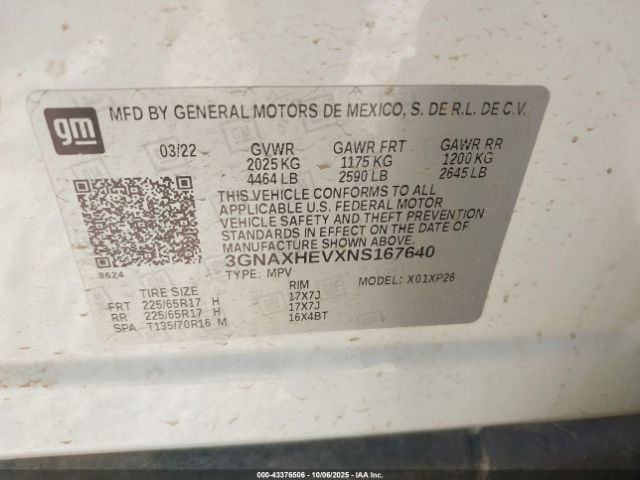 gm
MFD BY GENERAL MOTORS DE MEXICO, S. DE R.L. DE C.V.
03/22 GVWR GAWR FRT GAWR RR
2025 KG 1175 KG 1200 KG
4464 LB 2590 LB 2645 LB
THIS VEHICLE CONFORMS TO ALL
APPLICABLE U.S. FEDERAL MOTOR
VEHICLE SAFETY AND THEFT PREVENTION
STANDARDS IN EFFECT ON THE DATE OF
MANUFACTURE SHOWN ABOVE.
8624 3GNAXHEVXNS167640
TYPE: MPV MODEL: X01XP26
TIRE SIZE RIM
FRT 225/65R17 H 17X7J
RR 225/65R17 H 17X7J
SPA T135/70R16 M 16X4BT
000-43376506 - 10/06/2025 - IAA Inc.